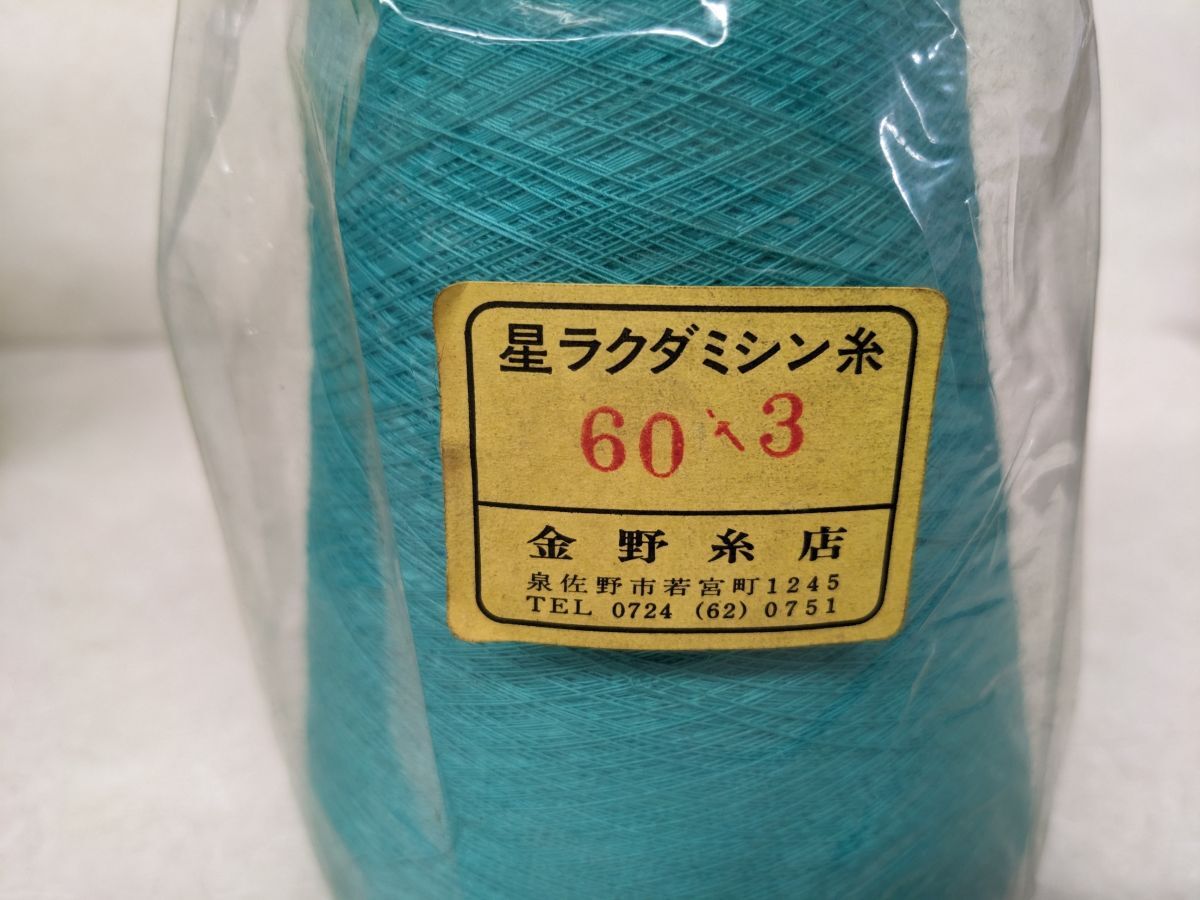 星ラクダミシン糸
60 3
金野糸店
泉佐野市若宮町1245
TEL 0724 (62) 0751